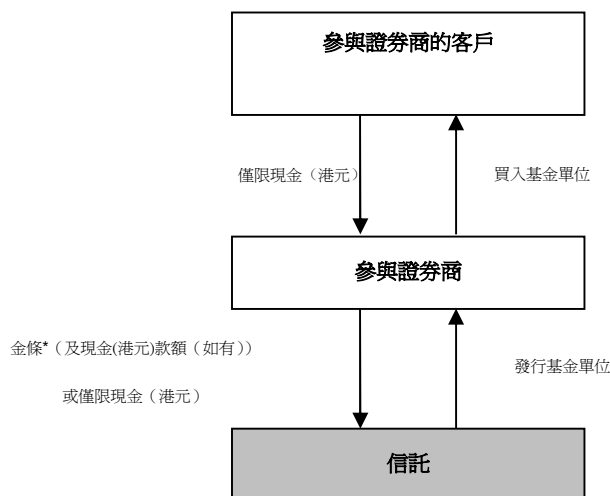 參與證券商的客戶
僅限現金（港元）
買入基金單位
參與證券商
金條*（及現金(港元)款額（如有））
或僅限現金（港元）
發行基金單位
信託